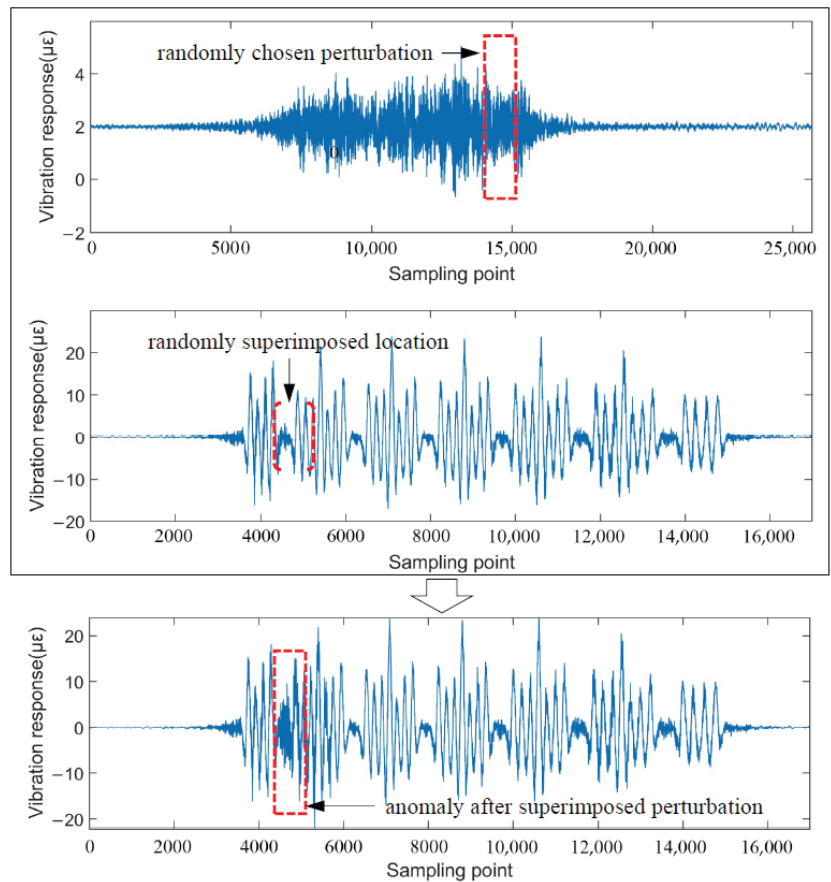 randomly chosen perturbation
Vibration response(με)
4
2
0
0
−2
0 5000 10,000 15,000 20,000 25,000
Sampling point
randomly superimposed location
Vibration response(με)
20
10
0
−10
−20
0 2000 4000 6000 8000 10,000 12,000 14,000 16,000
Sampling point
Vibration response(με)
20
10
0
−10
−20
anomaly after superimposed perturbation
0 2000 4000 6000 8000 10,000 12,000 14,000 16,000
Sampling point